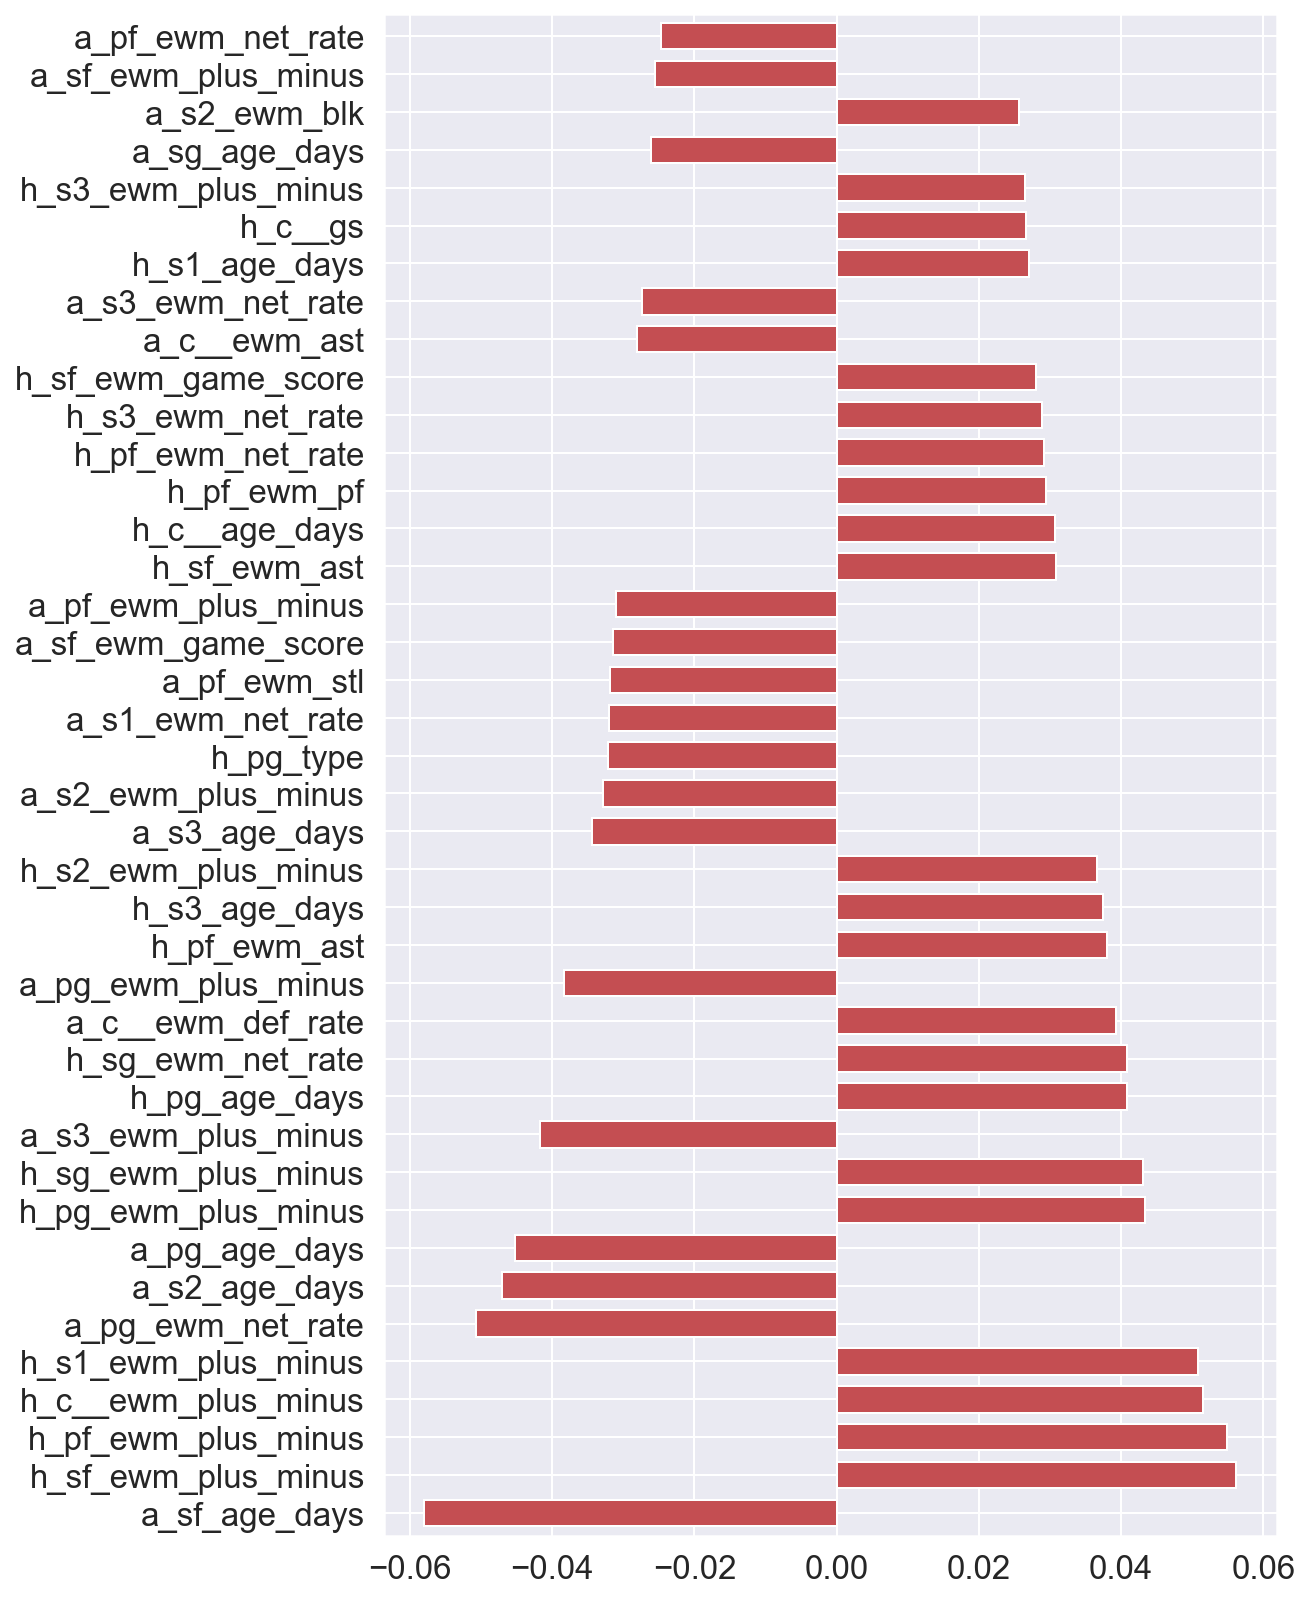 a_pf_ewm_net_rate
a_sf_ewm_plus_minus
a_s2_ewm_blk
a_sg_age_days
h_s3_ewm_plus_minus
h_c__gs
h_s1_age_days
a_s3_ewm_net_rate
a_c__ewm_ast
h_sf_ewm_game_score
h_s3_ewm_net_rate
h_pf_ewm_net_rate
h_pf_ewm_pf
h_c__age_days
h_sf_ewm_ast
a_pf_ewm_plus_minus
a_sf_ewm_game_score
a_pf_ewm_stl
a_s1_ewm_net_rate
h_pg_type
a_s2_ewm_plus_minus
a_s3_age_days
h_s2_ewm_plus_minus
h_s3_age_days
h_pf_ewm_ast
a_pg_ewm_plus_minus
a_c__ewm_def_rate
h_sg_ewm_net_rate
h_pg_age_days
a_s3_ewm_plus_minus
h_sg_ewm_plus_minus
h_pg_ewm_plus_minus
a_pg_age_days
a_s2_age_days
a_pg_ewm_net_rate
h_s1_ewm_plus_minus
h_c__ewm_plus_minus
h_pf_ewm_plus_minus
h_sf_ewm_plus_minus
a_sf_age_days
−0.06 −0.04 −0.02 0.00 0.02 0.04 0.06